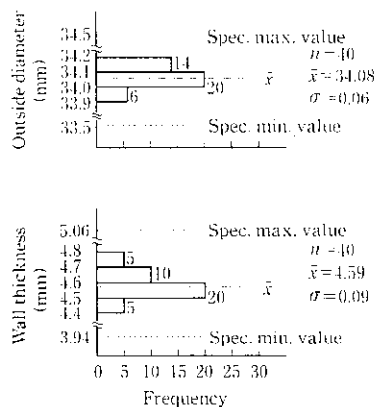 Outside diameter
(mm)
34.5
34.2
34.1
34.0
33.9
33.5
Spec. max. value
14
20
6
x̄
n=40
x̄=34.08
σ=0.06
Spec. min. value
Wall thickness
(mm)
5.06
4.8
4.7
4.6
4.5
4.4
3.94
Spec. max. value
5
10
20
5
x̄
n=40
x̄=4.59
σ=0.09
Spec. min. value
0 5 10 15 20 25 30
Frequency